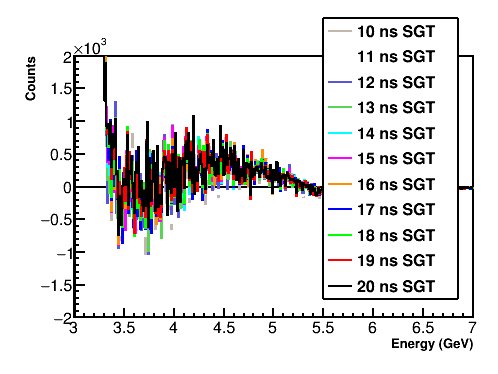 ×10³
Counts
2
1.5
1
0.5
0
−0.5
−1
−1.5
−2
3
3.5
4
4.5
5
5.5
6
6.5
7
Energy (GeV)
10 ns SGT
11 ns SGT
12 ns SGT
13 ns SGT
14 ns SGT
15 ns SGT
16 ns SGT
17 ns SGT
18 ns SGT
19 ns SGT
20 ns SGT